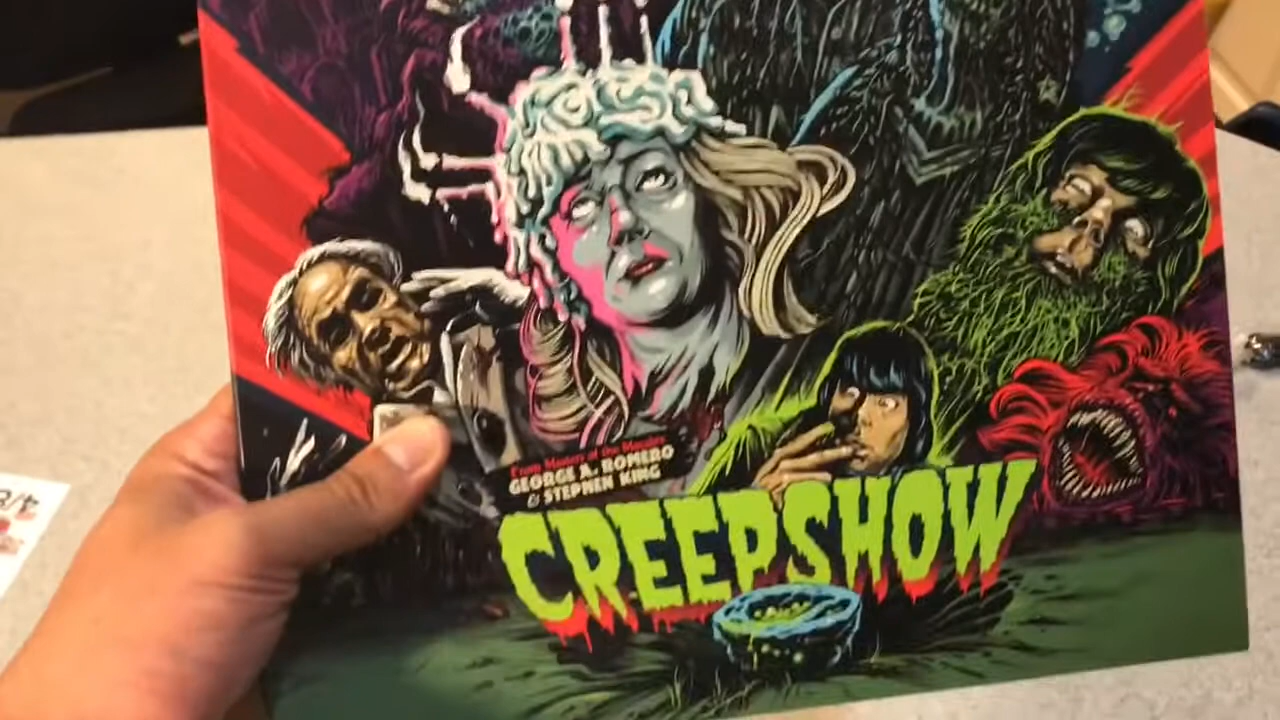 From Masters of the Macabre
GEORGE A. ROMERO
& STEPHEN KING
CREEPSHOW